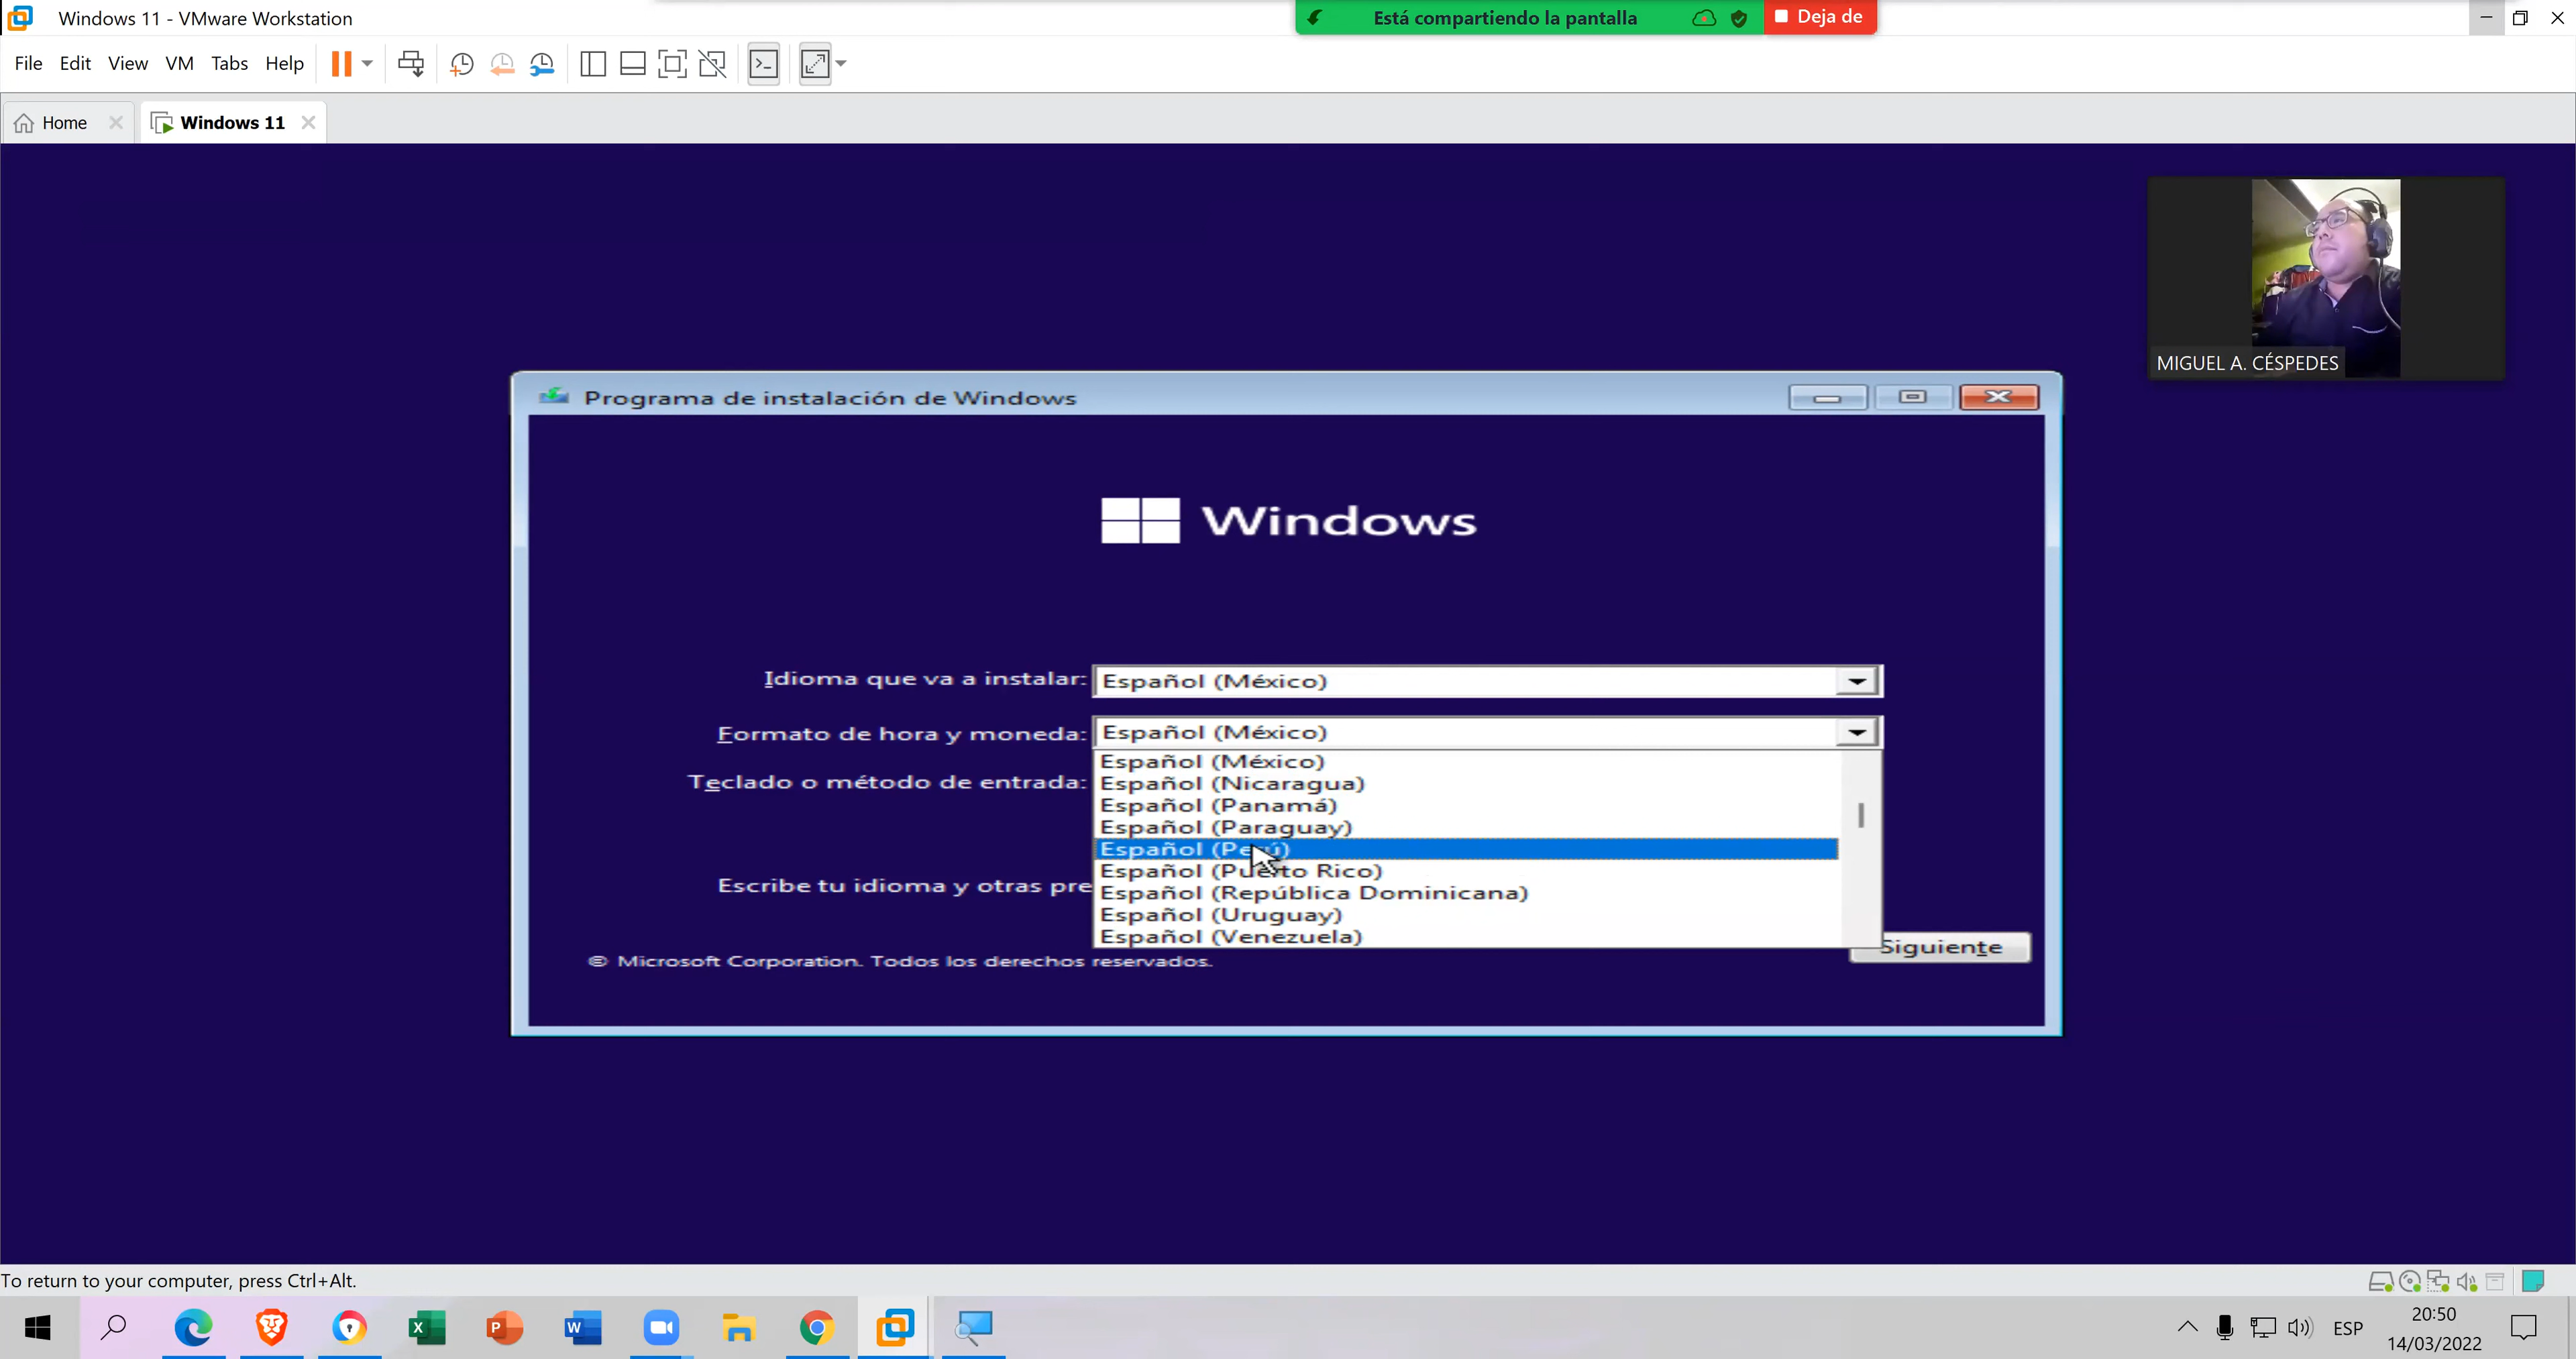 Windows 11 - VMware Workstation
Está compartiendo la pantalla
Deja de
File Edit View VM Tabs Help
Home
Windows 11
MIGUEL A. CÉSPEDES
Programa de instalación de Windows
Windows
Idioma que va a instalar: Español (México)
Formato de hora y moneda: Español (México)
Teclado o método de entrada:
Español (México)
Español (Nicaragua)
Español (Panamá)
Español (Paraguay)
Español (Perú)
Español (Puerto Rico)
Español (República Dominicana)
Español (Uruguay)
Español (Venezuela)
Escribe tu idioma y otras pre
Siguiente
© Microsoft Corporation. Todos los derechos reservados.
To return to your computer, press Ctrl+Alt.
ESP
20:50
14/03/2022